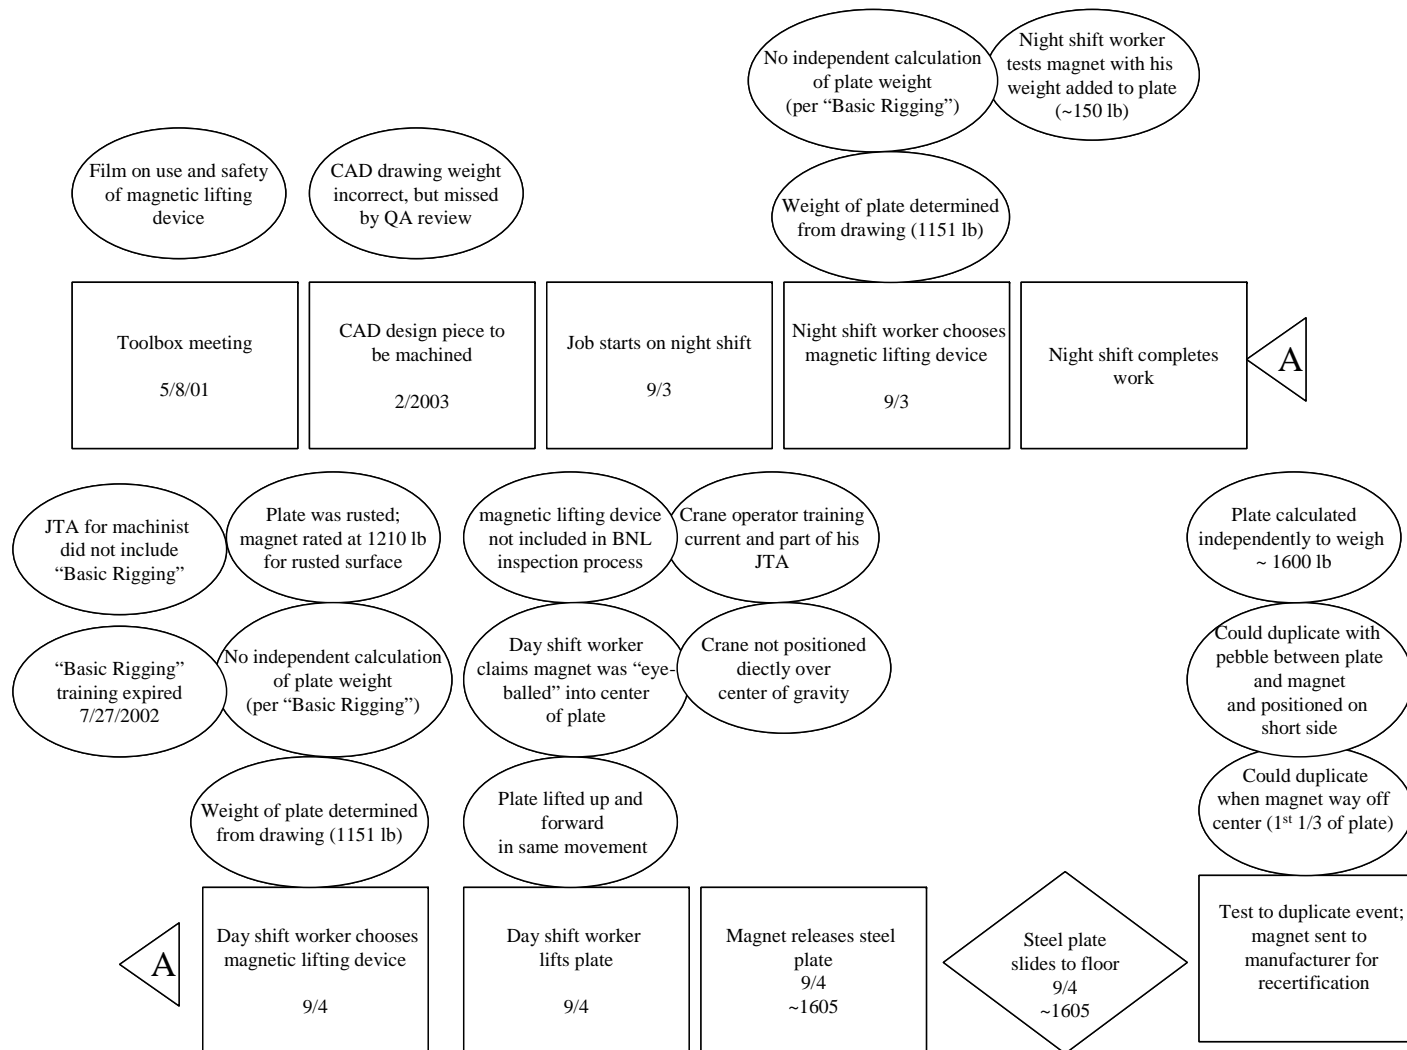 No independent calculation
of plate weight
(per “Basic Rigging”)
Night shift worker
tests magnet with his
weight added to plate
(~150 lb)
Film on use and safety
of magnetic lifting
device
CAD drawing weight
incorrect, but missed
by QA review
Weight of plate determined
from drawing (1151 lb)
Toolbox meeting
5/8/01
CAD design piece to
be machined
2/2003
Job starts on night shift
9/3
Night shift worker chooses
magnetic lifting device
9/3
Night shift completes
work
A
JTA for machinist
did not include
“Basic Rigging”
Plate was rusted;
magnet rated at 1210 lb
for rusted surface
magnetic lifting device
not included in BNL
inspection process
Crane operator training
current and part of his
JTA
Plate calculated
independently to weigh
~ 1600 lb
“Basic Rigging”
training expired
7/27/2002
No independent calculation
of plate weight
(per “Basic Rigging”)
Day shift worker
claims magnet was “eye-
balled” into center
of plate
Crane not positioned
diectly over
center of gravity
Could duplicate with
pebble between plate
and magnet
and positioned on
short side
Weight of plate determined
from drawing (1151 lb)
Plate lifted up and
forward
in same movement
Could duplicate
when magnet way off
center (1st 1/3 of plate)
A
Day shift worker chooses
magnetic lifting device
9/4
Day shift worker
lifts plate
9/4
Magnet releases steel
plate
9/4
~1605
Steel plate
slides to floor
9/4
~1605
Test to duplicate event;
magnet sent to
manufacturer for
recertification